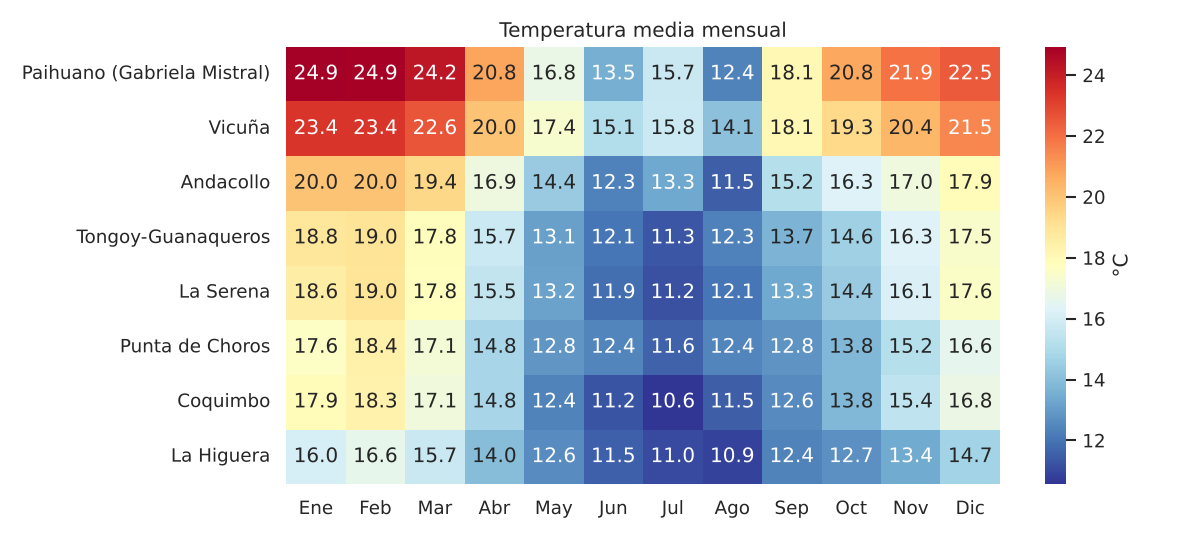 Temperatura media mensual
Paihuano (Gabriela Mistral) 24.9 24.9 24.2 20.8 16.8 13.5 15.7 12.4 18.1 20.8 21.9 22.5
Vicuña 23.4 23.4 22.6 20.0 17.4 15.1 15.8 14.1 18.1 19.3 20.4 21.5
Andacollo 20.0 20.0 19.4 16.9 14.4 12.3 13.3 11.5 15.2 16.3 17.0 17.9
Tongoy-Guanaqueros 18.8 19.0 17.8 15.7 13.1 12.1 11.3 12.3 13.7 14.6 16.3 17.5
La Serena 18.6 19.0 17.8 15.5 13.2 11.9 11.2 12.1 13.3 14.4 16.1 17.6
Punta de Choros 17.6 18.4 17.1 14.8 12.8 12.4 11.6 12.4 12.8 13.8 15.2 16.6
Coquimbo 17.9 18.3 17.1 14.8 12.4 11.2 10.6 11.5 12.6 13.8 15.4 16.8
La Higuera 16.0 16.6 15.7 14.0 12.6 11.5 11.0 10.9 12.4 12.7 13.4 14.7
Ene Feb Mar Abr May Jun Jul Ago Sep Oct Nov Dic
24
22
20
18
16
14
12
°C